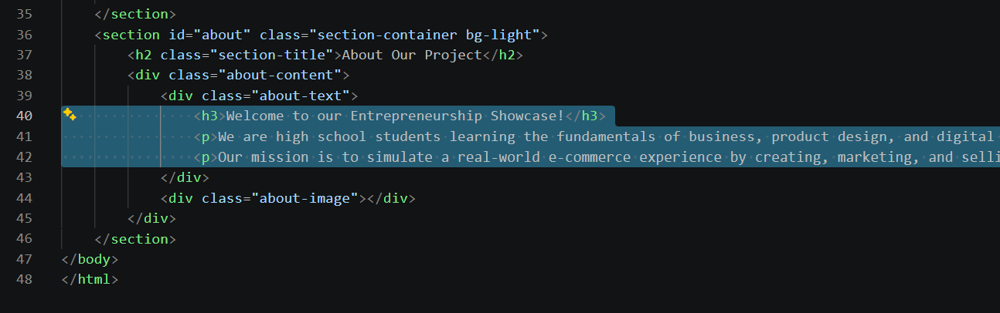 35 </section>
36 <section id="about" class="section-container bg-light">
37 <h2 class="section-title">About Our Project</h2>
38 <div class="about-content">
39 <div class="about-text">
40 <h3>Welcome to our Entrepreneurship Showcase!</h3>
41 <p>We are high school students learning the fundamentals of business, product design, and digital
42 <p>Our mission is to simulate a real-world e-commerce experience by creating, marketing, and selli
43 </div>
44 <div class="about-image"></div>
45 </div>
46 </section>
47 </body>
48 </html>